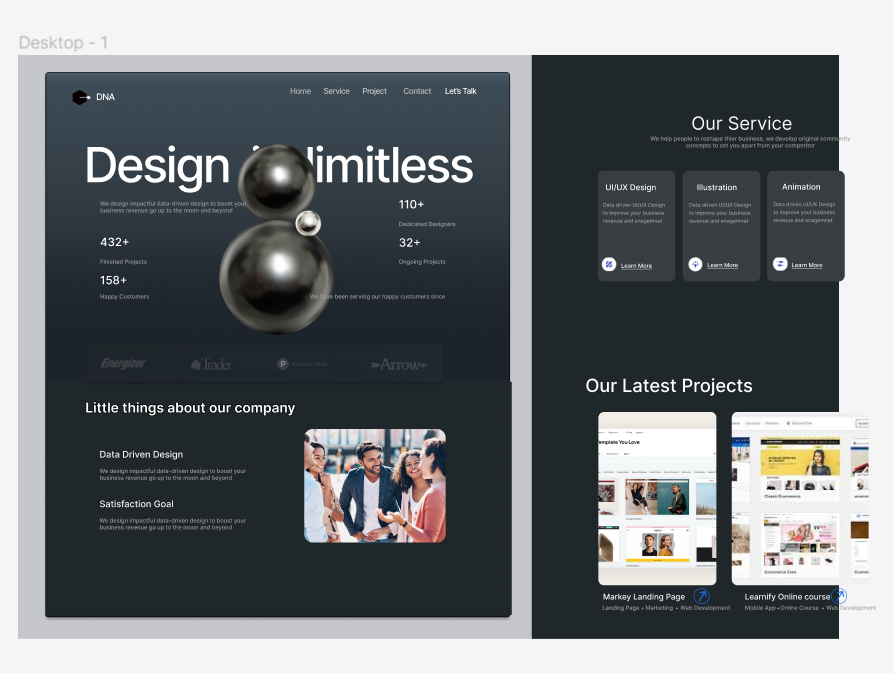 Desktop - 1
DNA
Home Service Project Contact Let's Talk
Design limitless
We design impactful data-driven design to boost your
business revenue go up to the moon and beyond
110+
Dedicated Designers
432+
Finished Projects
32+
Ongoing Projects
158+
Happy Customers
We have been serving our happy customers since
Energizer Trader Product Hunt Arrow
Little things about our company
Data Driven Design
We design impactful data-driven design to boost your
business revenue go up to the moon and beyond
Satisfaction Goal
We design impactful data-driven design to boost your
business revenue go up to the moon and beyond
Our Service
We help people to reshape thier business, we develop original community
concepts to set you apart from your competitor
UI/UX Design
Data driven UI/UX Design
to improve your business
revenue and enagemnet
Learn More
Illustration
Data driven UI/UX Design
to improve your business
revenue and enagemnet
Learn More
Animation
Data driven UI/UX Design
to improve your business
revenue and enagemnet
Learn More
Our Latest Projects
Template You Love
Classic Ecommerce
Ecommerce Zone
Markey Landing Page
Landing Page • Marketing • Web Development
Learnify Online course
Mobile App • Online Course • Web Development